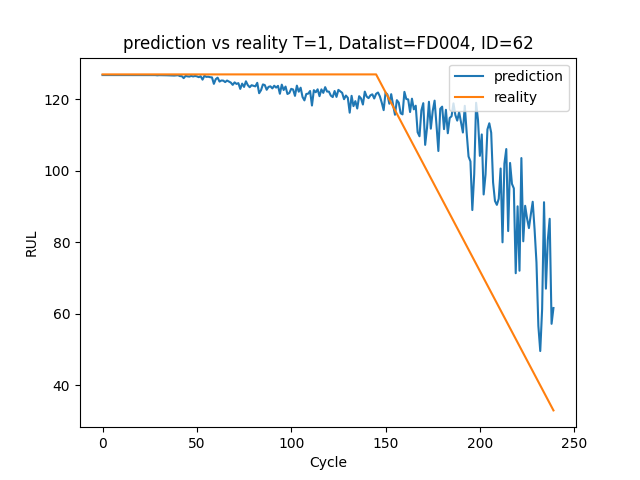 prediction vs reality T=1, Datalist=FD004, ID=62
prediction
reality
120
100
80
60
40
RUL
0
50
100
150
200
250
Cycle